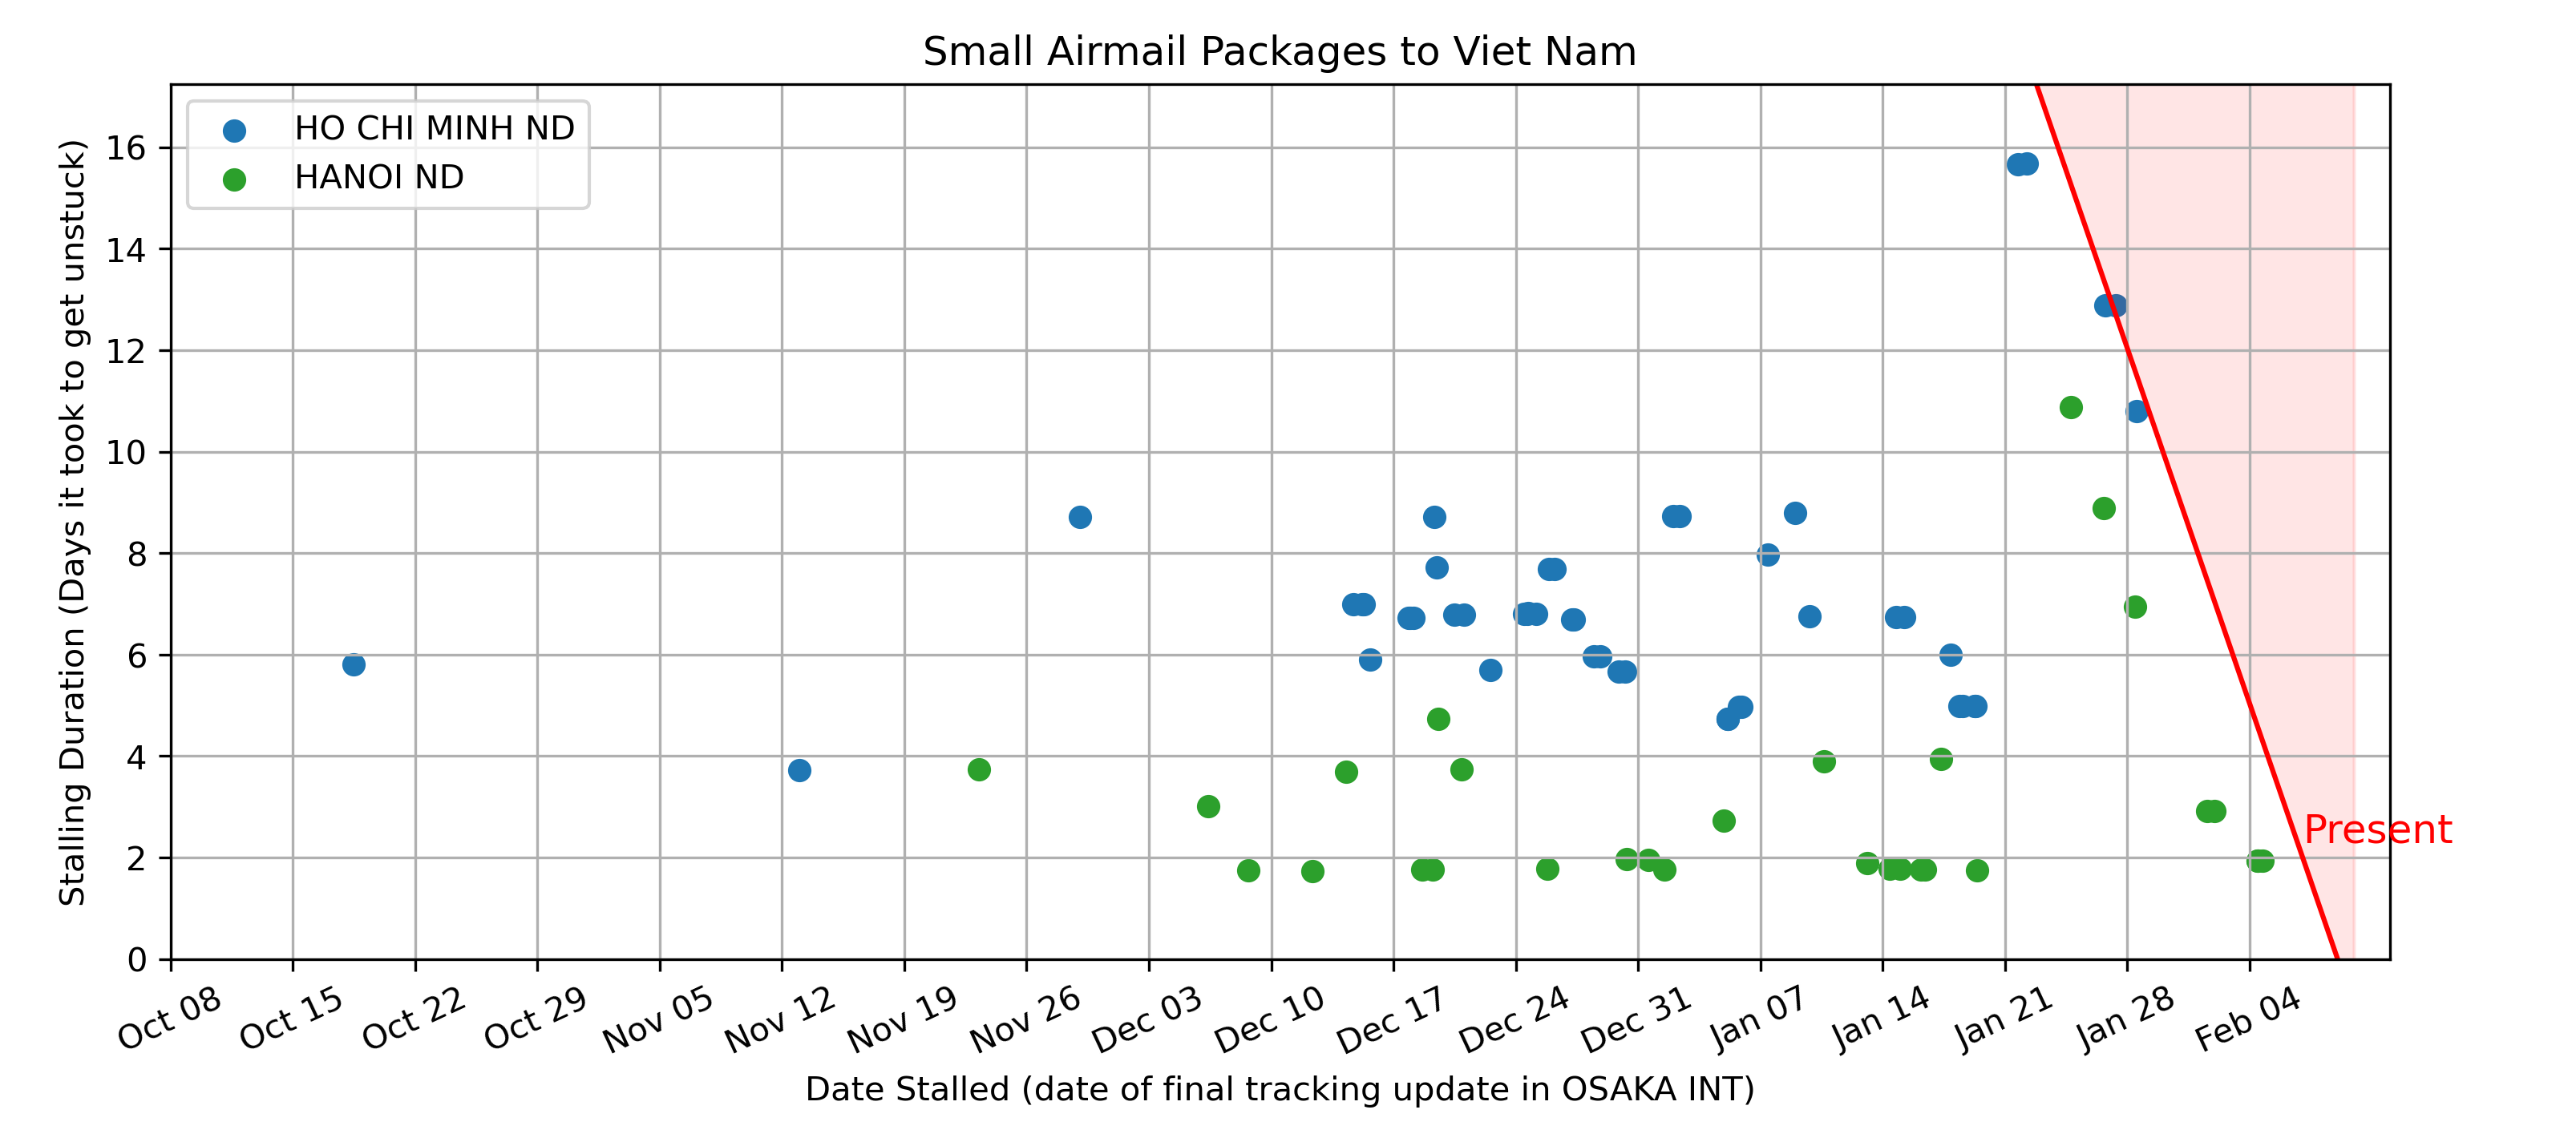 Small Airmail Packages to Viet Nam
HO CHI MINH ND
HANOI ND
Stalling Duration (Days it took to get unstuck)
16
14
12
10
8
6
4
2
0
Present
Oct 08
Oct 15
Oct 22
Oct 29
Nov 05
Nov 12
Nov 19
Nov 26
Dec 03
Dec 10
Dec 17
Dec 24
Dec 31
Jan 07
Jan 14
Jan 21
Jan 28
Feb 04
Date Stalled (date of final tracking update in OSAKA INT)